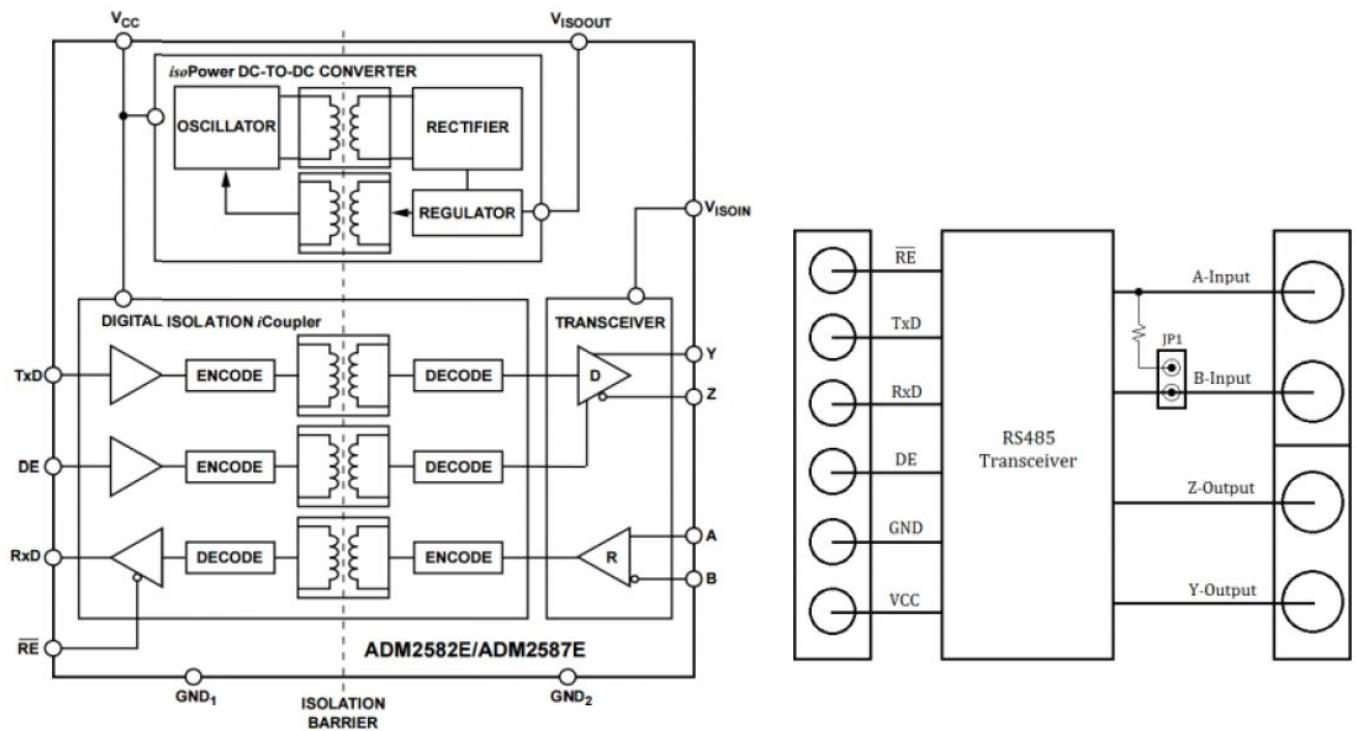 VCC
VISOOUT
isoPower DC-TO-DC CONVERTER
OSCILLATOR
RECTIFIER
REGULATOR
VISOIN
DIGITAL ISOLATION iCoupler
TRANSCEIVER
TxD
ENCODE
DECODE
D
Y
Z
DE
ENCODE
DECODE
RxD
DECODE
ENCODE
R
A
B
RE
ADM2582E/ADM2587E
GND1
ISOLATION
BARRIER
GND2
RE
TxD
RxD
DE
GND
VCC
RS485
Transceiver
A-Input
JP1
B-Input
Z-Output
Y-Output